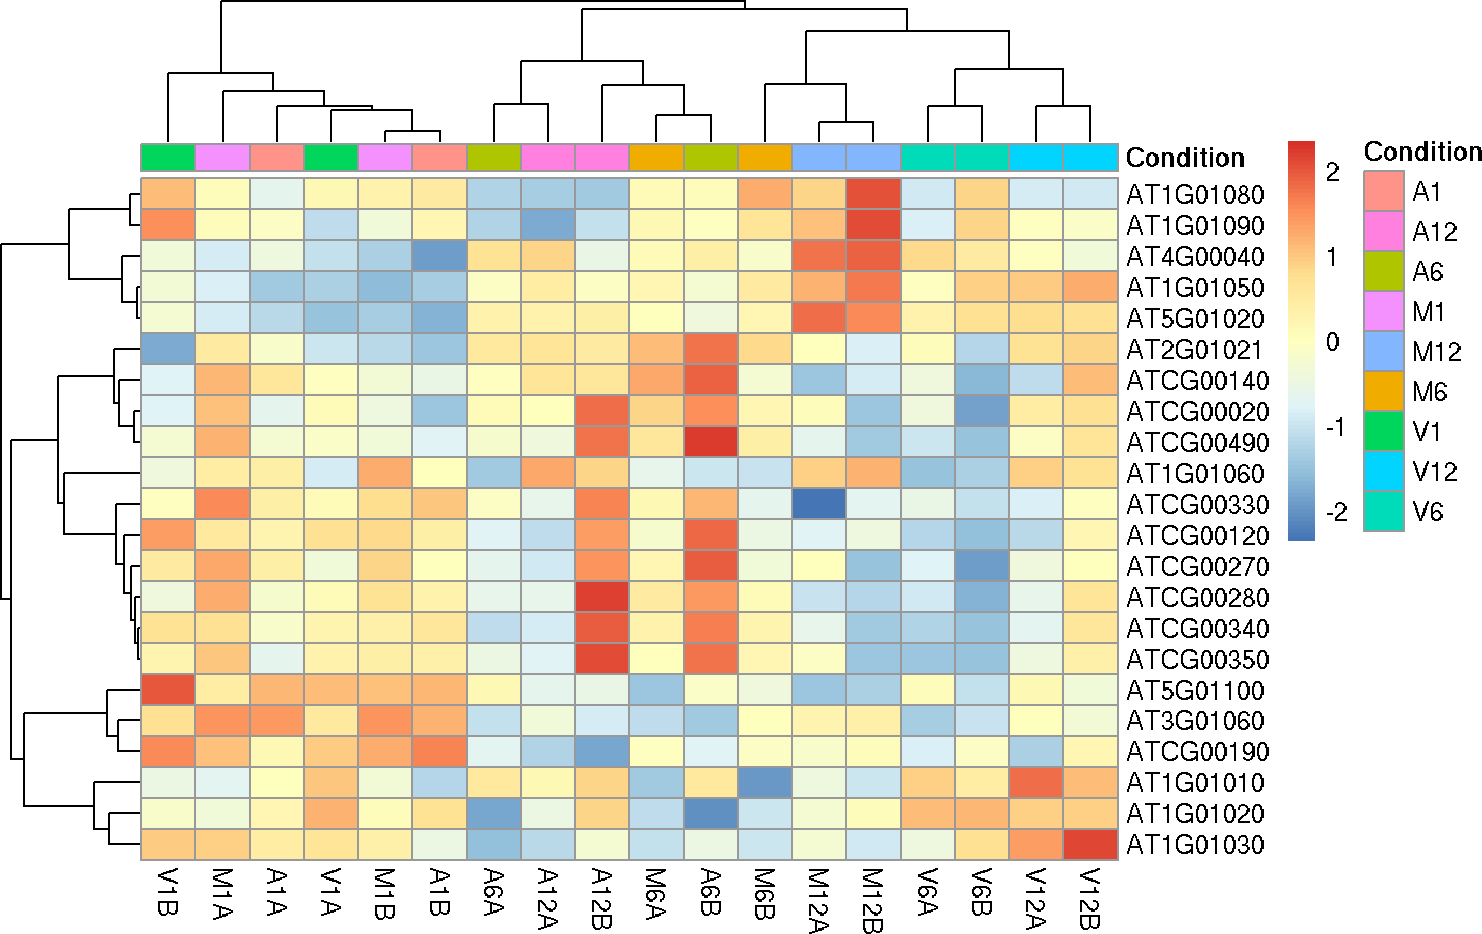 Condition
AT1G01080
AT1G01090
AT4G00040
AT1G01050
AT5G01020
AT2G01021
ATCG00140
ATCG00020
ATCG00490
AT1G01060
ATCG00330
ATCG00120
ATCG00270
ATCG00280
ATCG00340
ATCG00350
AT5G01100
AT3G01060
ATCG00190
AT1G01010
AT1G01020
AT1G01030
V1B
M1A
A1A
V1A
M1B
A1B
A6A
A12A
A12B
M6A
A6B
M6B
M12A
M12B
V6A
V6B
V12A
V12B
2
1
0
-1
-2
Condition
A1
A12
A6
M1
M12
M6
V1
V12
V6